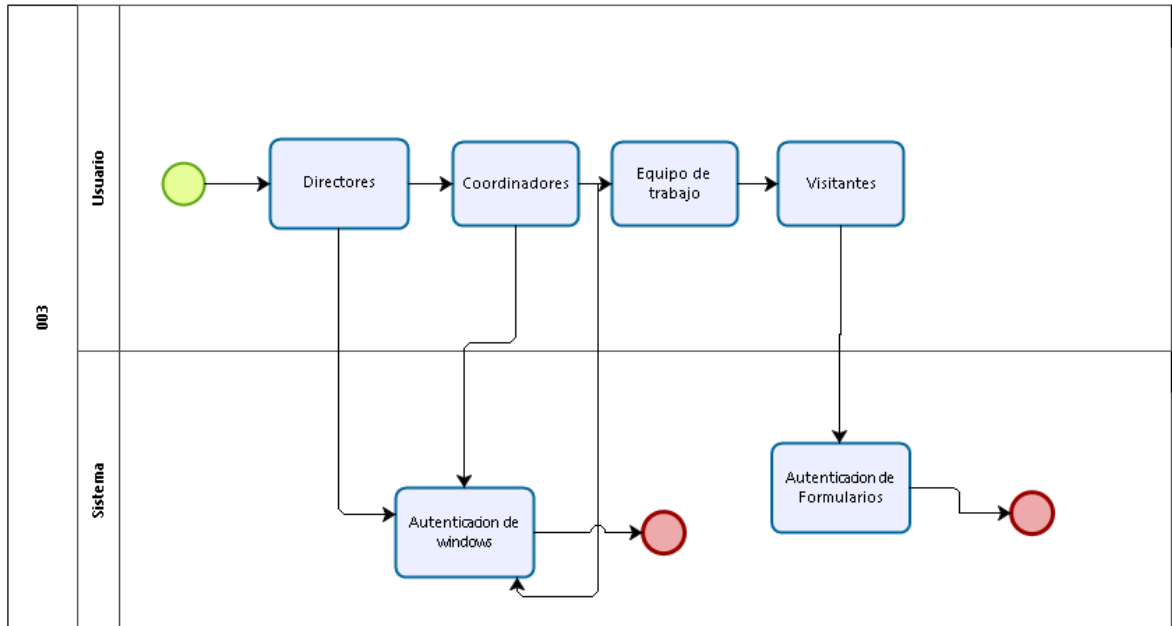 003
Usuario
Directores
Coordinadores
Equipo de
trabajo
Visitantes
Sistema
Autenticacion de
windows
Autenticacion de
Formularios